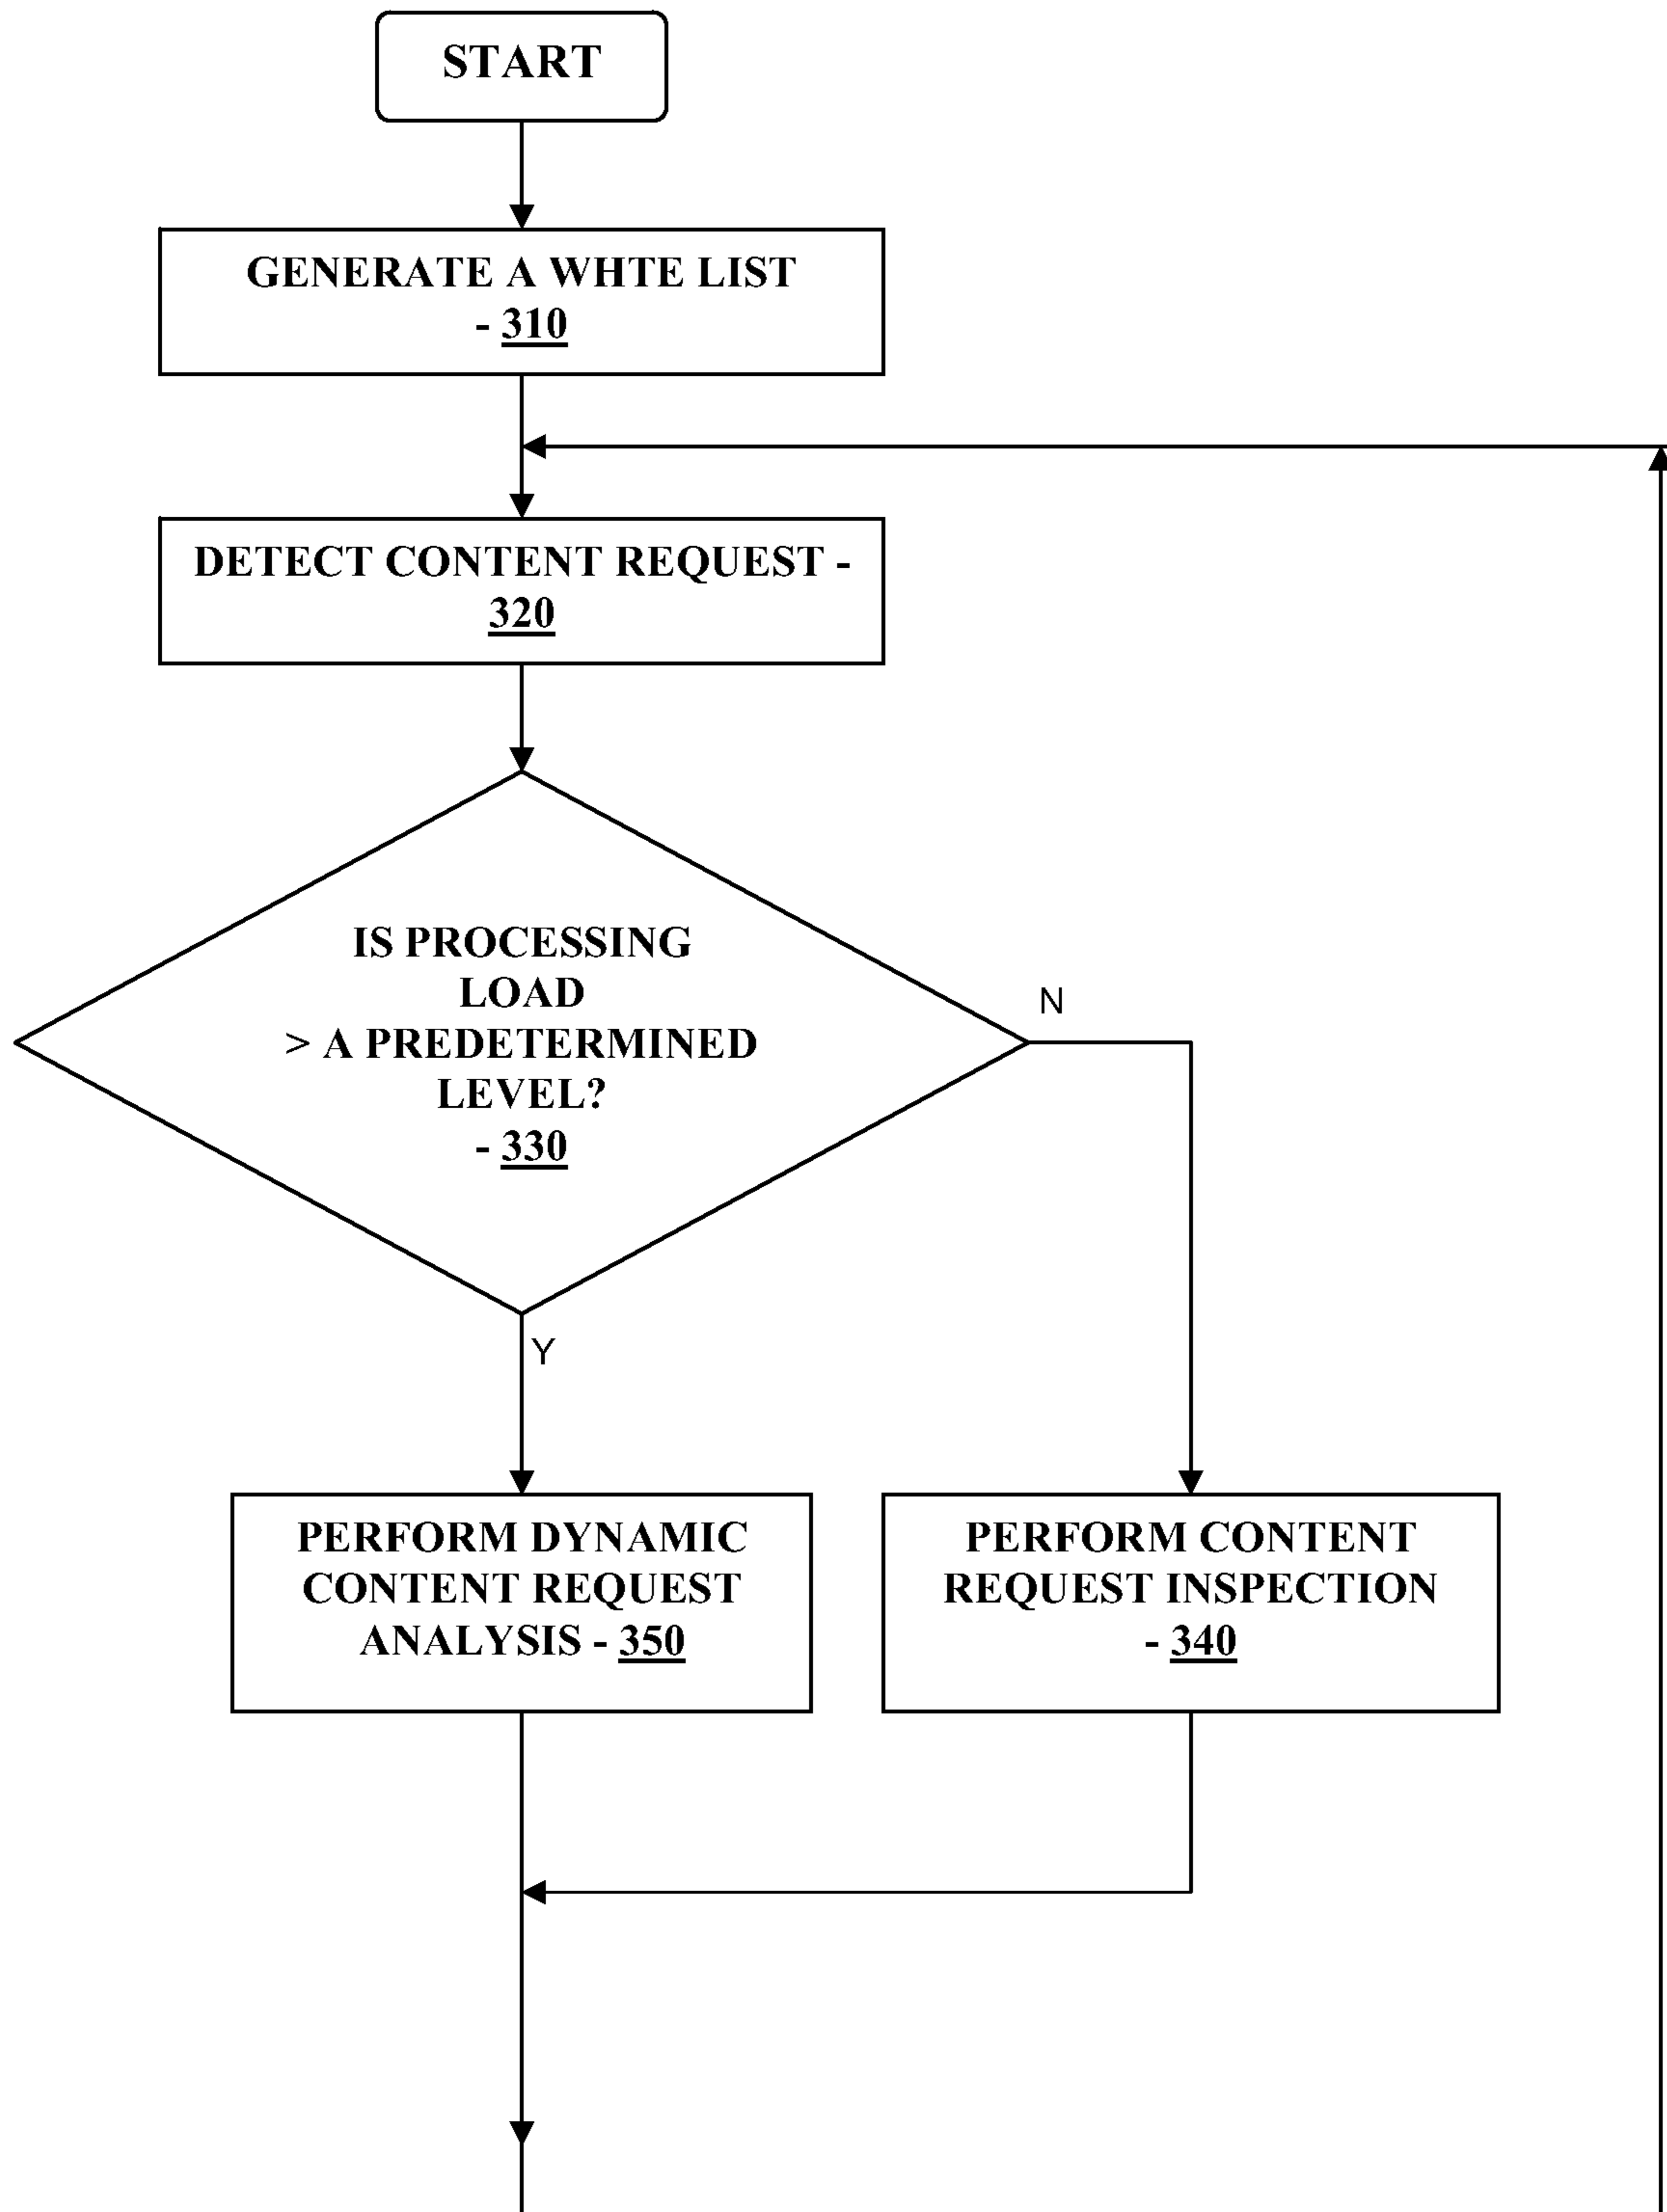 START
GENERATE A WHTE LIST
- 310
DETECT CONTENT REQUEST -
320
IS PROCESSING
LOAD
> A PREDETERMINED
LEVEL?
- 330
N
Y
PERFORM DYNAMIC
CONTENT REQUEST
ANALYSIS - 350
PERFORM CONTENT
REQUEST INSPECTION
- 340